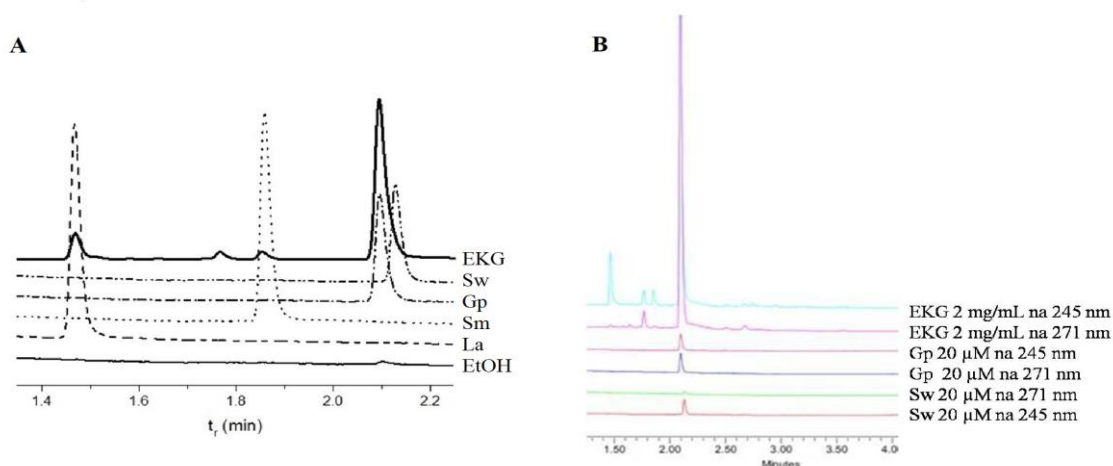 A
EKG
Sw
Gp
Sm
La
EtOH
1.4 1.6 1.8 2.0 2.2
tr (min)
B
EKG 2 mg/mL na 245 nm
EKG 2 mg/mL na 271 nm
Gp 20 µM na 245 nm
Gp 20 µM na 271 nm
Sw 20 µM na 271 nm
Sw 20 µM na 245 nm
1.50 2.00 2.50 3.00 3.50 4.00
Minutes